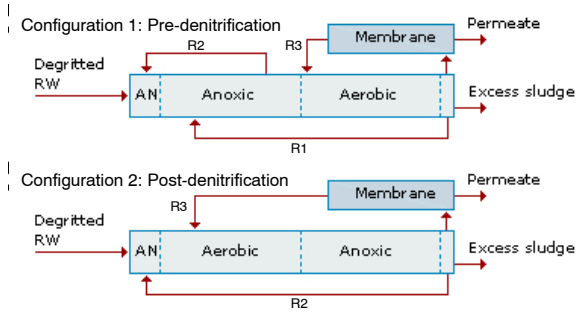 Configuration 1: Pre-denitrification
Permeate
R2
R3
Membrane
Degritted
RW
AN
Anoxic
Aerobic
Excess sludge
R1
Configuration 2: Post-denitrification
Permeate
R3
Membrane
Degritted
RW
AN
Aerobic
Anoxic
Excess sludge
R2